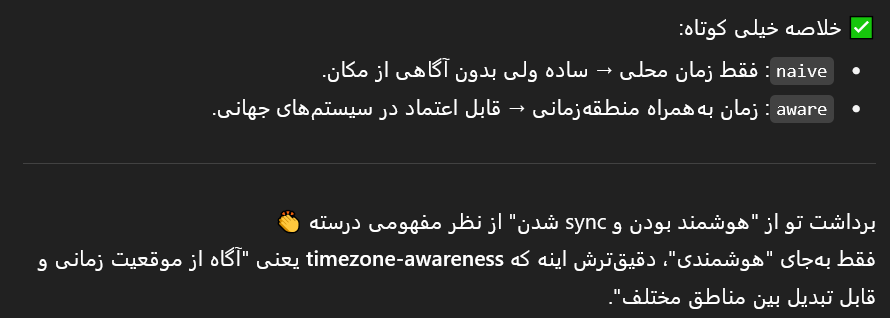 ✅ خلاصه خیلی کوتاه:
• naive: فقط زمان محلی → ساده ولی بدون آگاهی از مکان.
• aware: زمان به‌همراه منطقه‌زمانی → قابل اعتماد در سیستم‌های جهانی.
برداشت تو از "هوشمند بودن و sync شدن" از نظر مفهومی درسته 👏
فقط به‌جای "هوشمندی"، دقیق‌ترش اینه که timezone-awareness یعنی "آگاه از موقعیت زمانی و
قابل تبدیل بین مناطق مختلف".